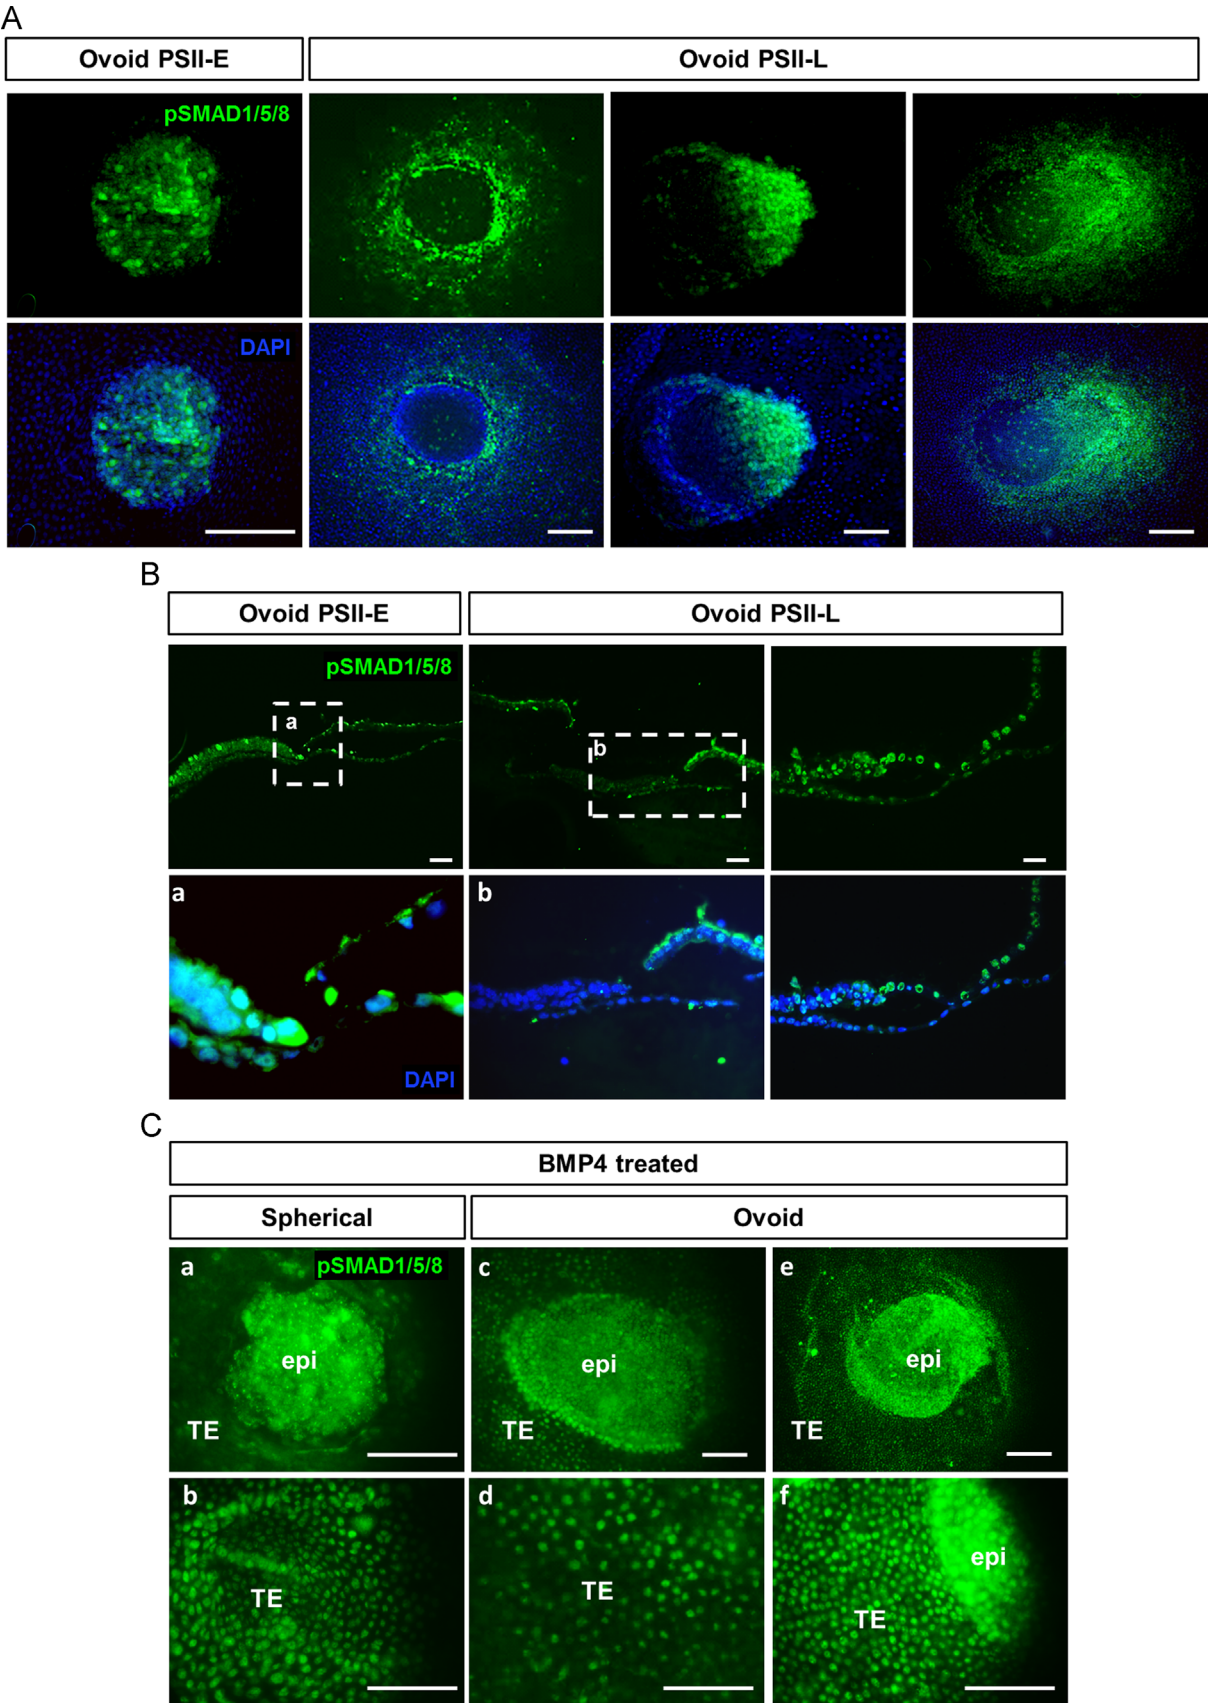 A
Ovoid PSII-E
Ovoid PSII-L
pSMAD1/5/8
DAPI
B
Ovoid PSII-E
Ovoid PSII-L
pSMAD1/5/8
a
b
a
b
DAPI
C
BMP4 treated
Spherical
Ovoid
a
pSMAD1/5/8
c
e
epi
epi
epi
TE
TE
TE
b
d
f
epi
TE
TE
TE